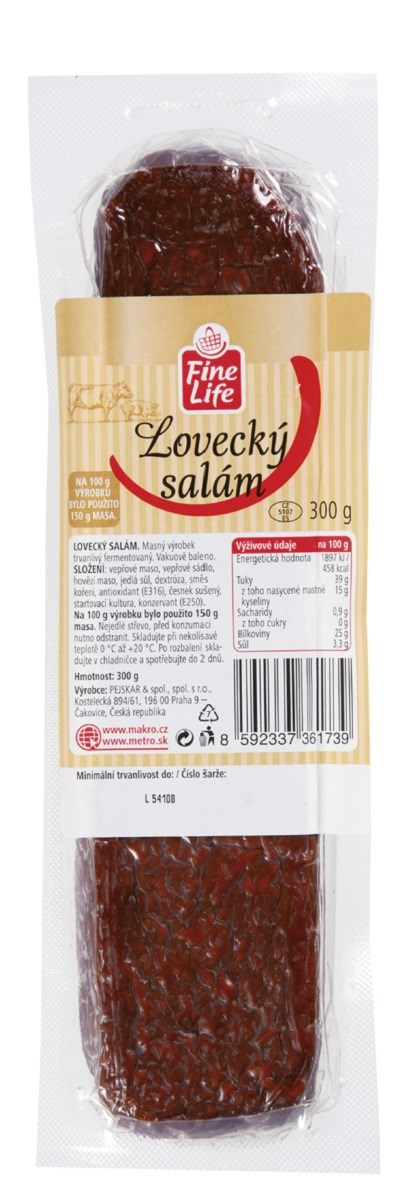 Fine
Life
Lovecký
salám
NA 100 g
VÝROBKU
BYLO POUŽITO
150 g MASA.
CZ
5107
ES
300 g
LOVECKÝ SALÁM. Masný výrobek
trvanlivý fermentovaný. Vakuově baleno.
SLOŽENÍ: vepřové maso, vepřové sádlo,
hovězí maso, jedlá sůl, dextróza, směs
koření, antioxidant (E316), česnek sušený,
startovací kultura, konzervant (E250).
Na 100 g výrobku bylo použito 150 g
masa. Nejedlé střevo, před konzumací
nutno odstranit. Skladujte při nekolísavé
teplotě 0 °C až +20 °C. Po rozbalení skla-
dujte v chladničce a spotřebujte do 2 dnů.
Hmotnost: 300 g
Výrobce: PEJSKAR & spol., spol. s r.o.,
Kostelecká 894/61, 196 00 Praha 9 –
Čakovice, Česká republika
www.makro.cz
www.metro.sk
Výživové údaje na 100 g
Energetická hodnota 1897 kJ /
458 kcal
Tuky 39 g
z toho nasycené mastné 15 g
kyseliny
Sacharidy 0,9 g
z toho cukry 0 g
Bílkoviny 25 g
Sůl 3,3 g
7
8 592337 361739
Minimální trvanlivost do: / Číslo šarže:
L 54108